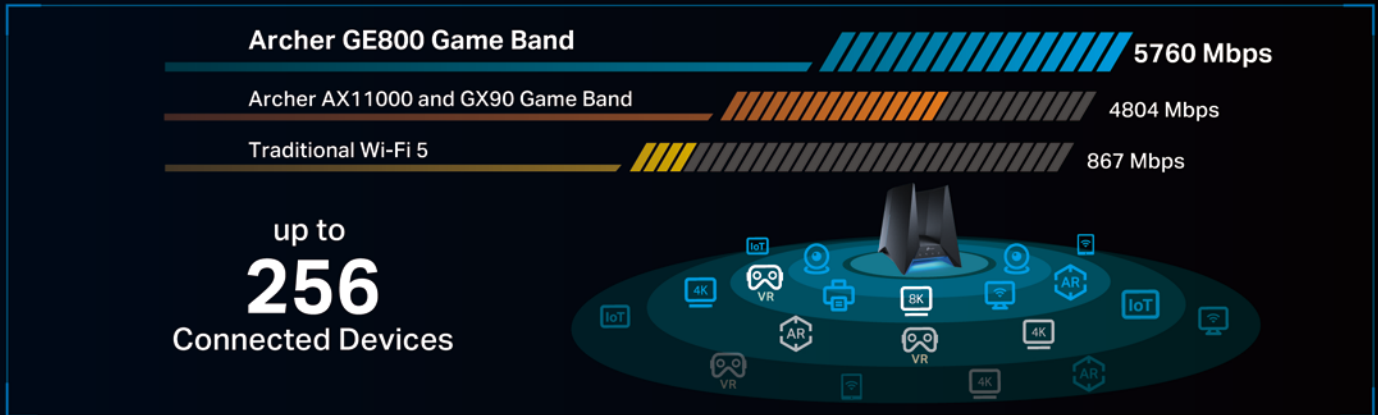 Archer GE800 Game Band
5760 Mbps
Archer AX11000 and GX90 Game Band
4804 Mbps
Traditional Wi-Fi 5
867 Mbps
up to
256
Connected Devices
IoT
4K
VR
8K
AR
IoT
IoT
AR
VR
4K
VR
4K
AR